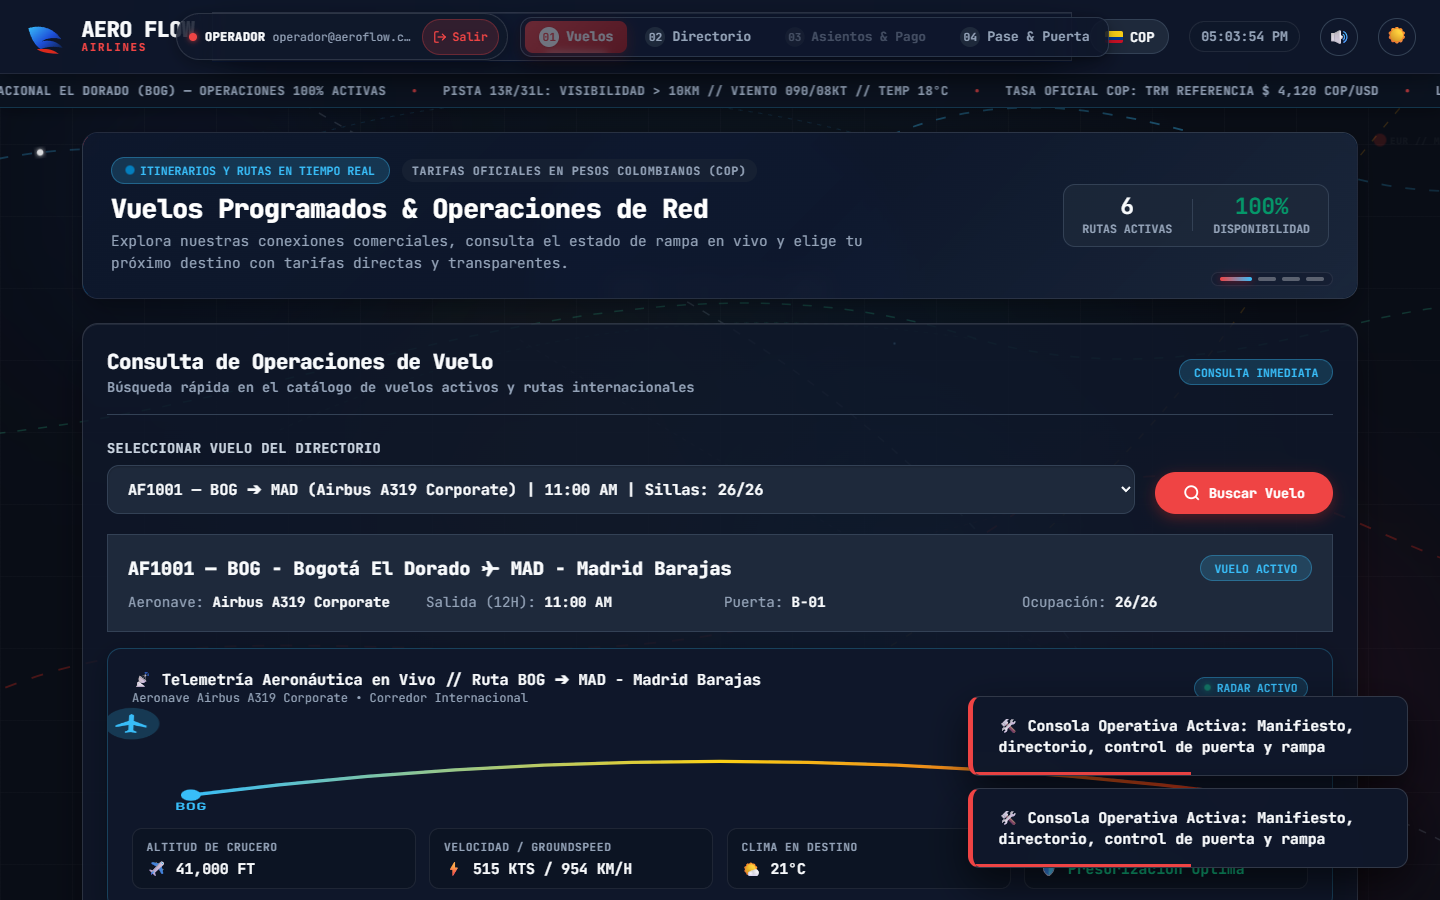 AERO FLOW
AIRLINES
OPERADOR operador@aeroflow.c… Salir
01 Vuelos 02 Directorio 03 Asientos & Pago 04 Pase & Puerta
COP 05:03:54 PM
ACIONAL EL DORADO (BOG) — OPERACIONES 100% ACTIVAS • PISTA 13R/31L: VISIBILIDAD > 10KM // VIENTO 090/08KT // TEMP 18°C • TASA OFICIAL COP: TRM REFERENCIA $ 4,120 COP/USD •
ITINERARIOS Y RUTAS EN TIEMPO REAL TARIFAS OFICIALES EN PESOS COLOMBIANOS (COP)
Vuelos Programados & Operaciones de Red
Explora nuestras conexiones comerciales, consulta el estado de rampa en vivo y elige tu
próximo destino con tarifas directas y transparentes.
6 100%
RUTAS ACTIVAS DISPONIBILIDAD
Consulta de Operaciones de Vuelo
Búsqueda rápida en el catálogo de vuelos activos y rutas internacionales
CONSULTA INMEDIATA
SELECCIONAR VUELO DEL DIRECTORIO
AF1001 — BOG ➔ MAD (Airbus A319 Corporate) | 11:00 AM | Sillas: 26/26
Buscar Vuelo
AF1001 — BOG - Bogotá El Dorado ✈ MAD - Madrid Barajas
VUELO ACTIVO
Aeronave: Airbus A319 Corporate Salida (12H): 11:00 AM Puerta: B-01 Ocupación: 26/26
Telemetría Aeronáutica en Vivo // Ruta BOG ➔ MAD - Madrid Barajas
Aeronave Airbus A319 Corporate • Corredor Internacional
RADAR ACTIVO
BOG
Consola Operativa Activa: Manifiesto,
directorio, control de puerta y rampa
Consola Operativa Activa: Manifiesto,
directorio, control de puerta y rampa
ALTITUD DE CRUCERO
41,000 FT
VELOCIDAD / GROUNDSPEED
515 KTS / 954 KM/H
CLIMA EN DESTINO
21°C
Presorización Óptima